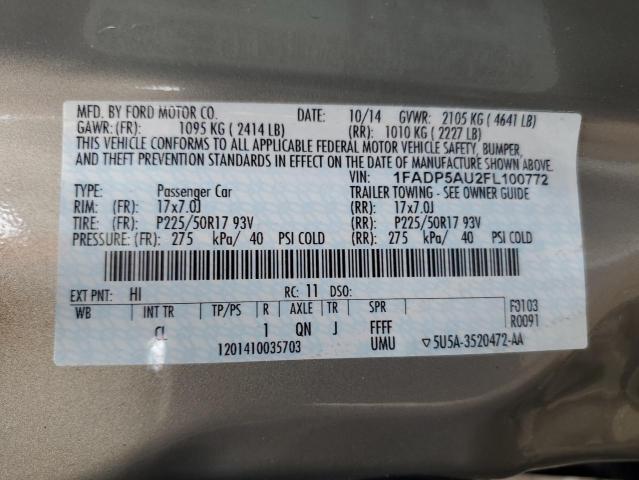 MFD. BY FORD MOTOR CO. DATE: 10/14 GVWR: 2105 KG ( 4641 LB)
GAWR: (FR): 1095 KG ( 2414 LB) (RR): 1010 KG ( 2227 LB)
THIS VEHICLE CONFORMS TO ALL APPLICABLE FEDERAL MOTOR VEHICLE SAFETY, BUMPER,
AND THEFT PREVENTION STANDARDS IN EFFECT ON THE DATE OF MANUFACTURE SHOWN ABOVE.
VIN: 1FADP5AU2FL100772
TYPE: Passenger Car TRAILER TOWING - SEE OWNER GUIDE
RIM: (FR): 17x7.0J (RR): 17x7.0J
TIRE: (FR): P225/50R17 93V (RR): P225/50R17 93V
PRESSURE: (FR): 275 kPa/ 40 PSI COLD (RR): 275 kPa/ 40 PSI COLD
EXT PNT: HI RC: 11 DSO:
WB INT TR TP/PS R AXLE TR SPR F0103
CL 1 QN J FFFF R0091
1201410035703 UMU ▽ 5U5A-3520472-AA